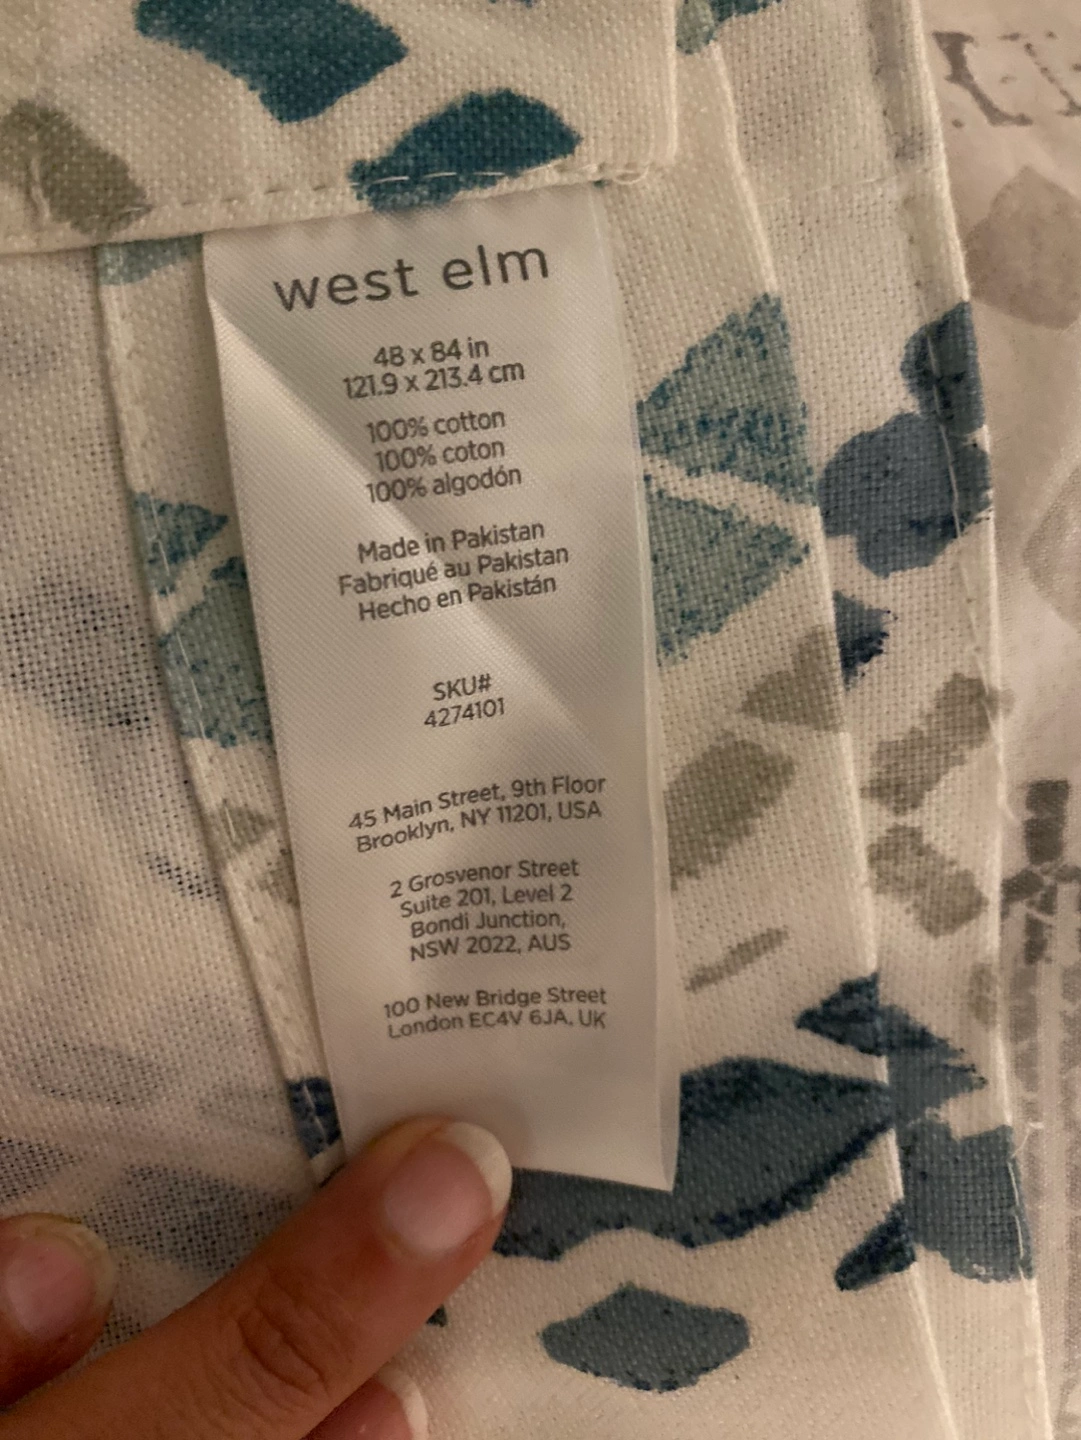 west elm
48 x 84 in
121.9 x 213.4 cm
100% cotton
100% coton
100% algodón
Made in Pakistan
Fabriqué au Pakistan
Hecho en Pakistán
SKU#
4274101
45 Main Street, 9th Floor
Brooklyn, NY 11201, USA
2 Grosvenor Street
Suite 201, Level 2
Bondi Junction,
NSW 2022, AUS
100 New Bridge Street
London EC4V 6JA, UK